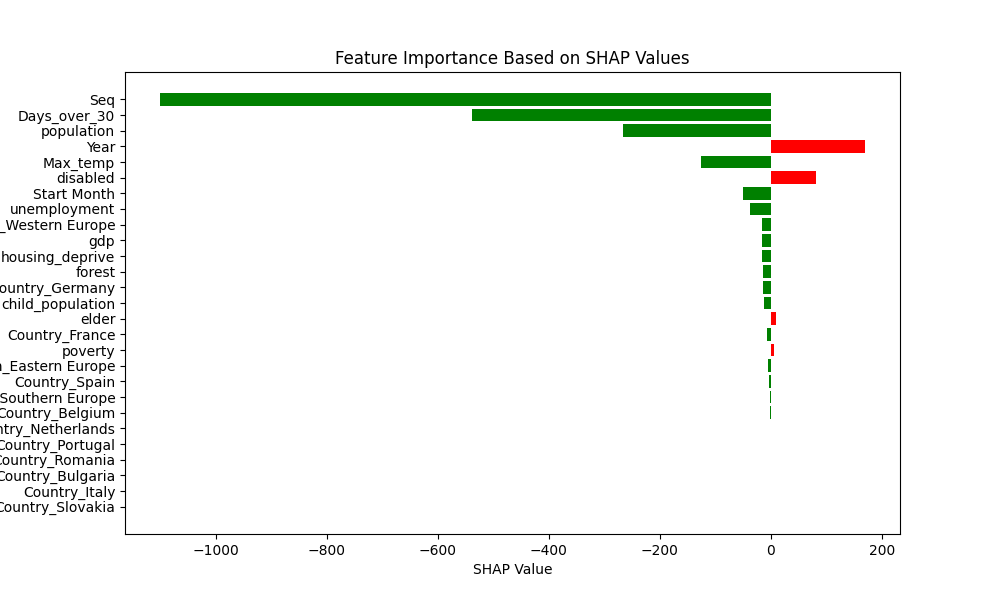 Feature Importance Based on SHAP Values
Seq
Days_over_30
population
Year
Max_temp
disabled
Start Month
unemployment
_Western Europe
gdp
housing_deprive
forest
ountry_Germany
child_population
elder
Country_France
poverty
_Eastern Europe
Country_Spain
Southern Europe
Country_Belgium
ntry_Netherlands
Country_Portugal
Country_Romania
Country_Bulgaria
Country_Italy
Country_Slovakia
−1000 −800 −600 −400 −200 0 200
SHAP Value